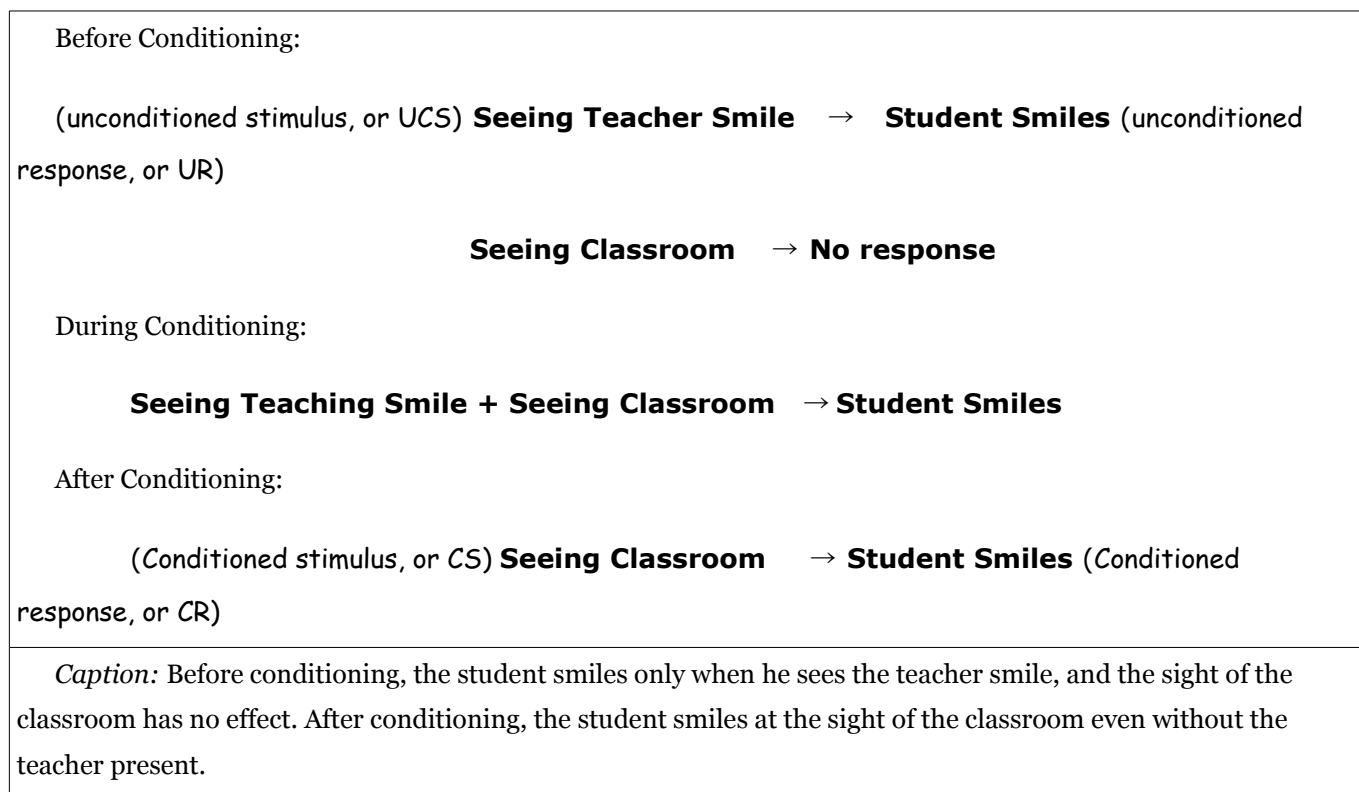 Before Conditioning:
(unconditioned stimulus, or UCS) Seeing Teacher Smile → Student Smiles (unconditioned
response, or UR)
Seeing Classroom → No response
During Conditioning:
Seeing Teaching Smile + Seeing Classroom → Student Smiles
After Conditioning:
(Conditioned stimulus, or CS) Seeing Classroom → Student Smiles (Conditioned
response, or CR)
Caption: Before conditioning, the student smiles only when he sees the teacher smile, and the sight of the
classroom has no effect. After conditioning, the student smiles at the sight of the classroom even without the
teacher present.